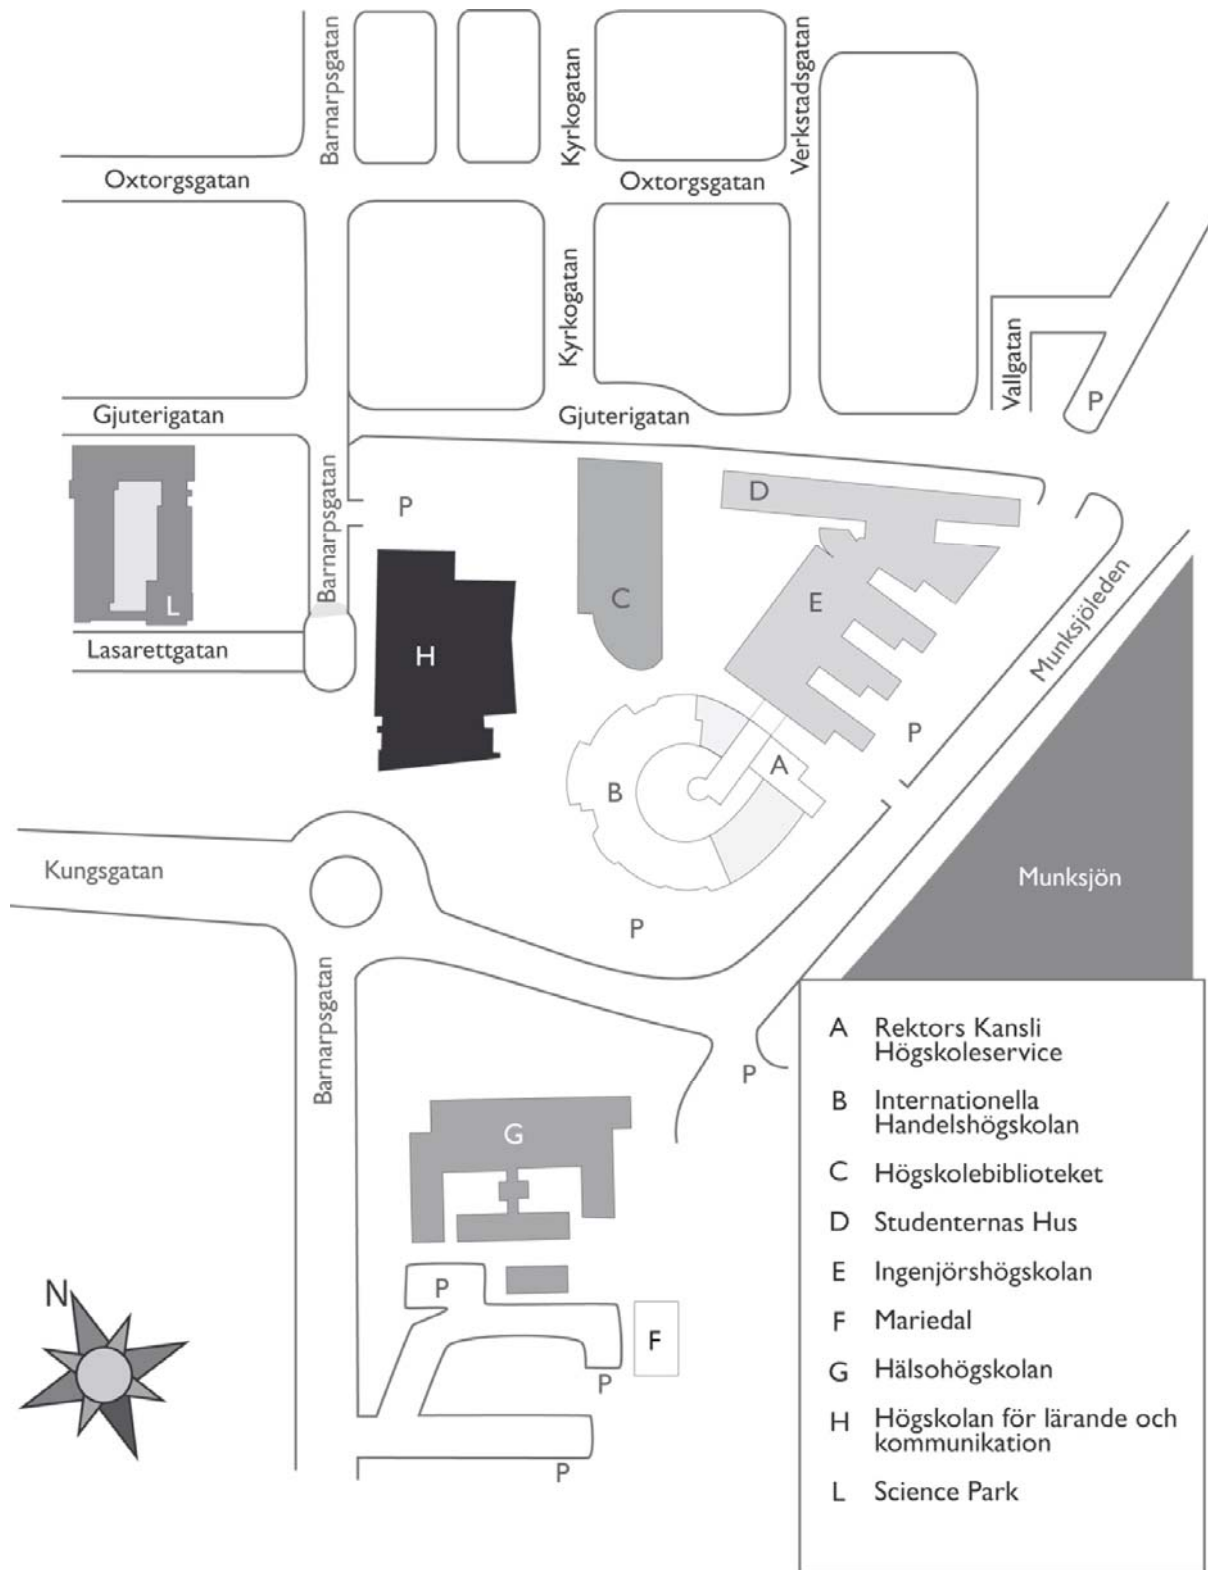 Barnarpsgatan
Kyrkogatan
Verkstadsgatan
Oxtorgsgatan
Oxtorgsgatan
Kyrkogatan
Vallgatan
P
Gjuterigatan
Gjuterigatan
Barnarpsgatan
P
D
C
E
L
Lasarettgatan
H
Munksjöleden
P
A
B
Kungsgatan
Munksjön
P
Barnarpsgatan
P
G
N
P
F
P
P
A Rektors Kansli
Högskoleservice
B Internationella
Handelshögskolan
C Högskolebiblioteket
D Studenternas Hus
E Ingenjörshögskolan
F Mariedal
G Hälsohögskolan
H Högskolan för lärande och
kommunikation
L Science Park